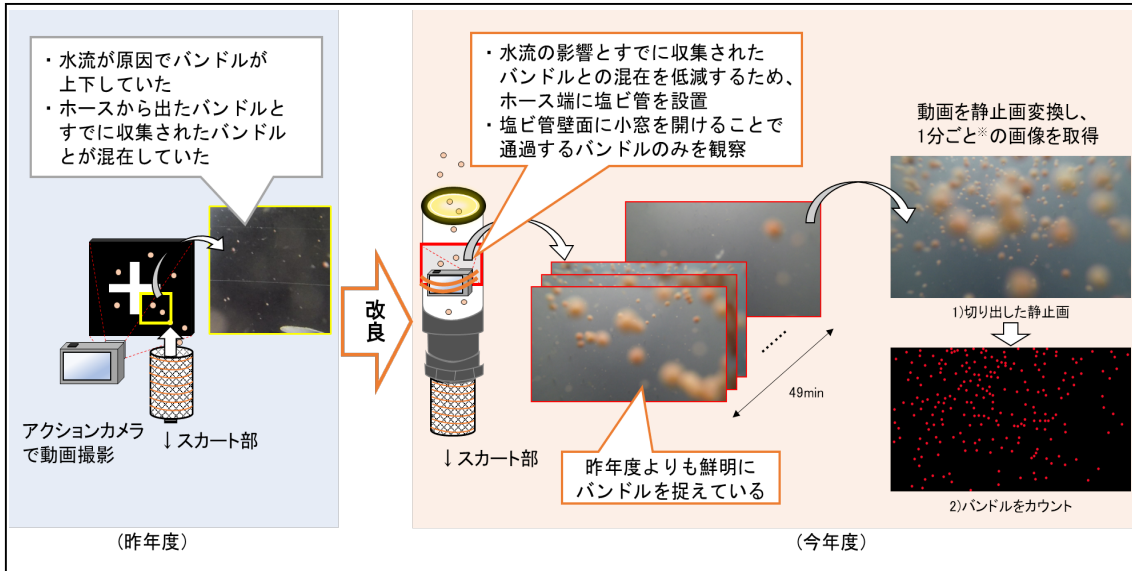 ・水流が原因でバンドルが
上下していた
・ホースから出たバンドルと
すでに収集されたバンドル
とが混在していた
アクションカメラ
で動画撮影
↓スカート部
(昨年度)
改良
・水流の影響とすでに収集された
バンドルとの混在を低減するため、
ホース端に塩ビ管を設置
・塩ビ管壁面に小窓を開けることで
通過するバンドルのみを観察
↓スカート部
……
49min
昨年度よりも鮮明に
バンドルを捉えている
動画を静止画変換し、
1分ごと※の画像を取得
1)切り出した静止画
2)バンドルをカウント
(今年度)